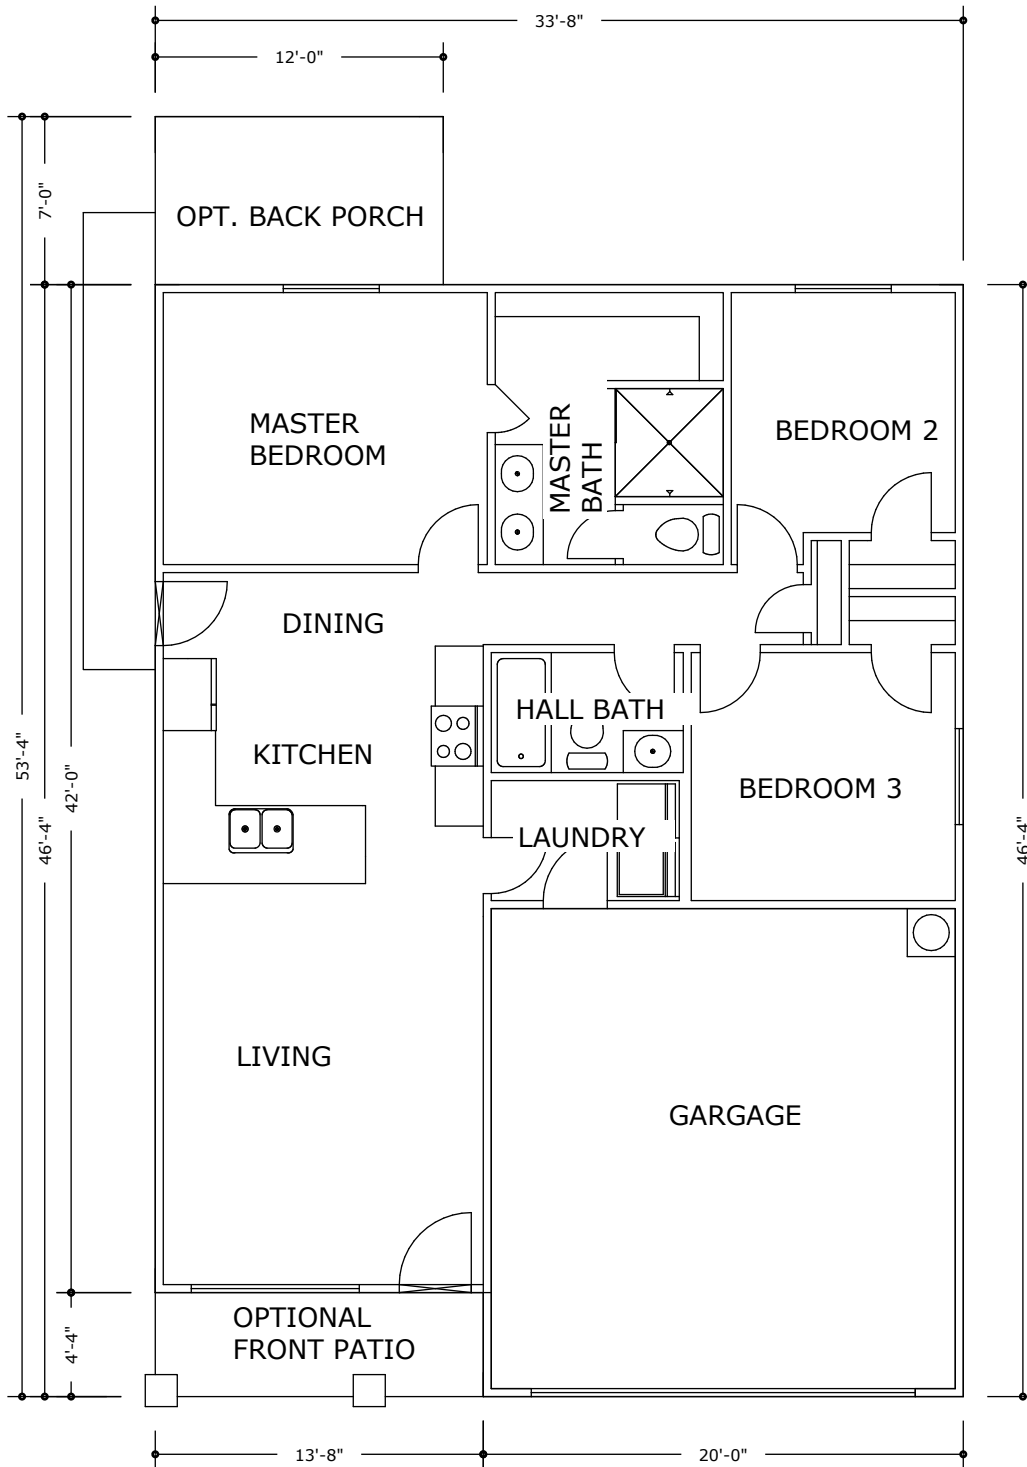 33'-8"
12'-0"
7'-0"
OPT. BACK PORCH
MASTER
BEDROOM
MASTER
BATH
BEDROOM 2
DINING
HALL BATH
KITCHEN
BEDROOM 3
LAUNDRY
53'-4"
46'-4"
42'-0"
46'-4"
LIVING
GARGAGE
OPTIONAL
FRONT PATIO
4'-4"
13'-8"
20'-0"